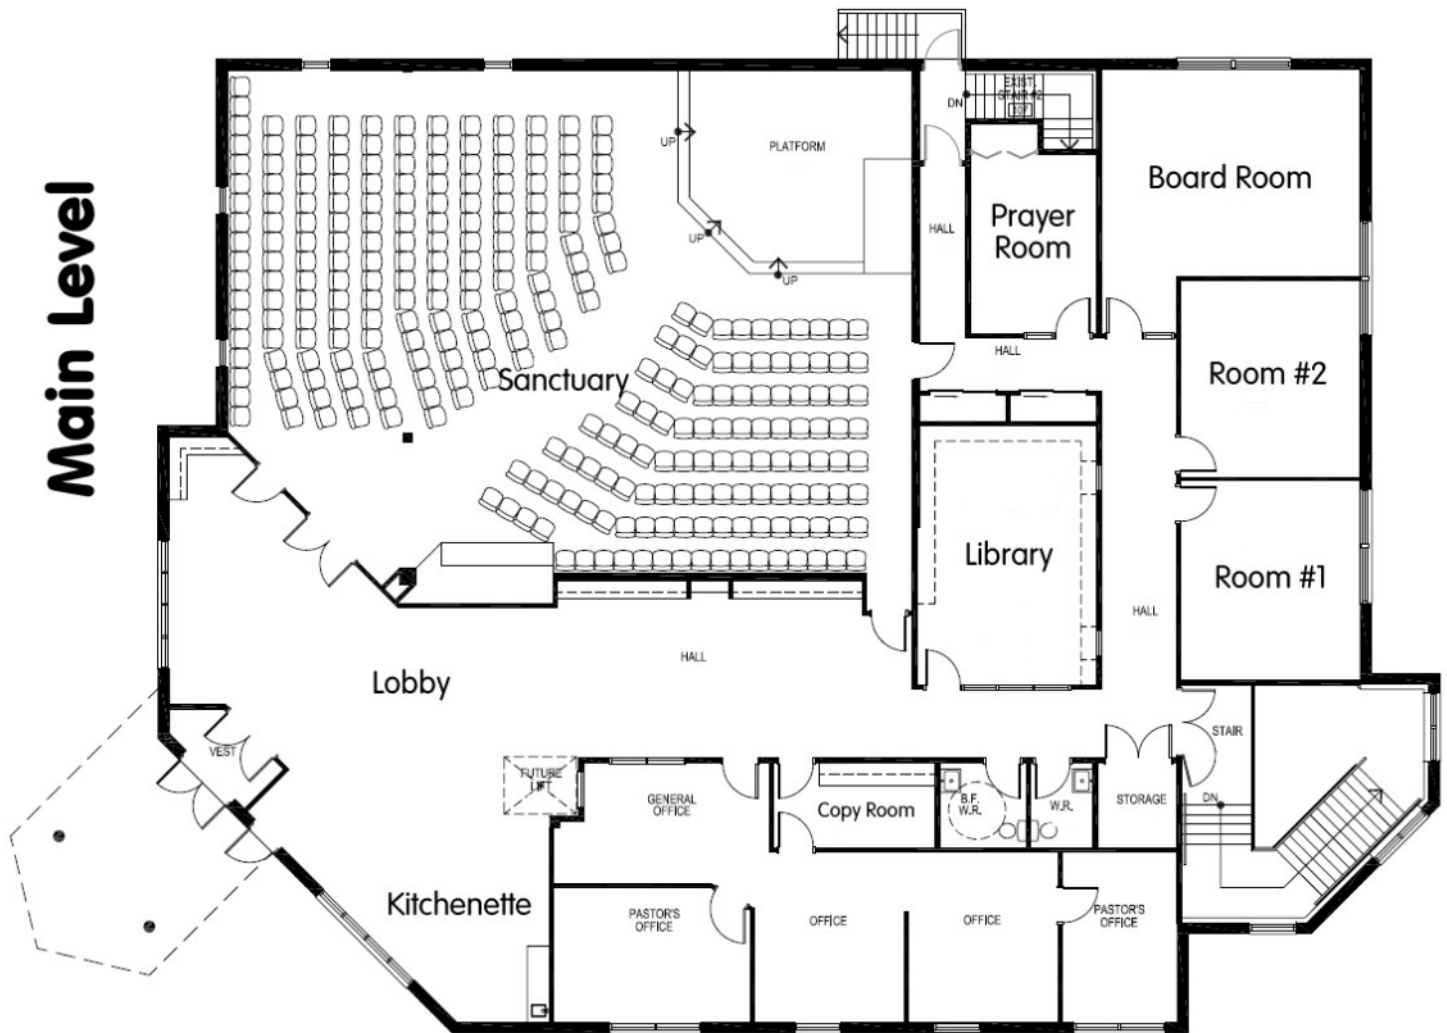 Main Level
EXIST.
STAIR #2
107
DN
UP
PLATFORM
Board Room
Prayer
Room
HALL
UP
UP
HALL
Room #2
Sanctuary
Library
Room #1
HALL
HALL
Lobby
STAIR
VEST
FUTURE
LIFT
GENERAL
OFFICE
Copy Room
B.F.
W.R.
W.R.
STORAGE
DN
Kitchenette
PASTOR'S
OFFICE
OFFICE
OFFICE
PASTOR'S
OFFICE